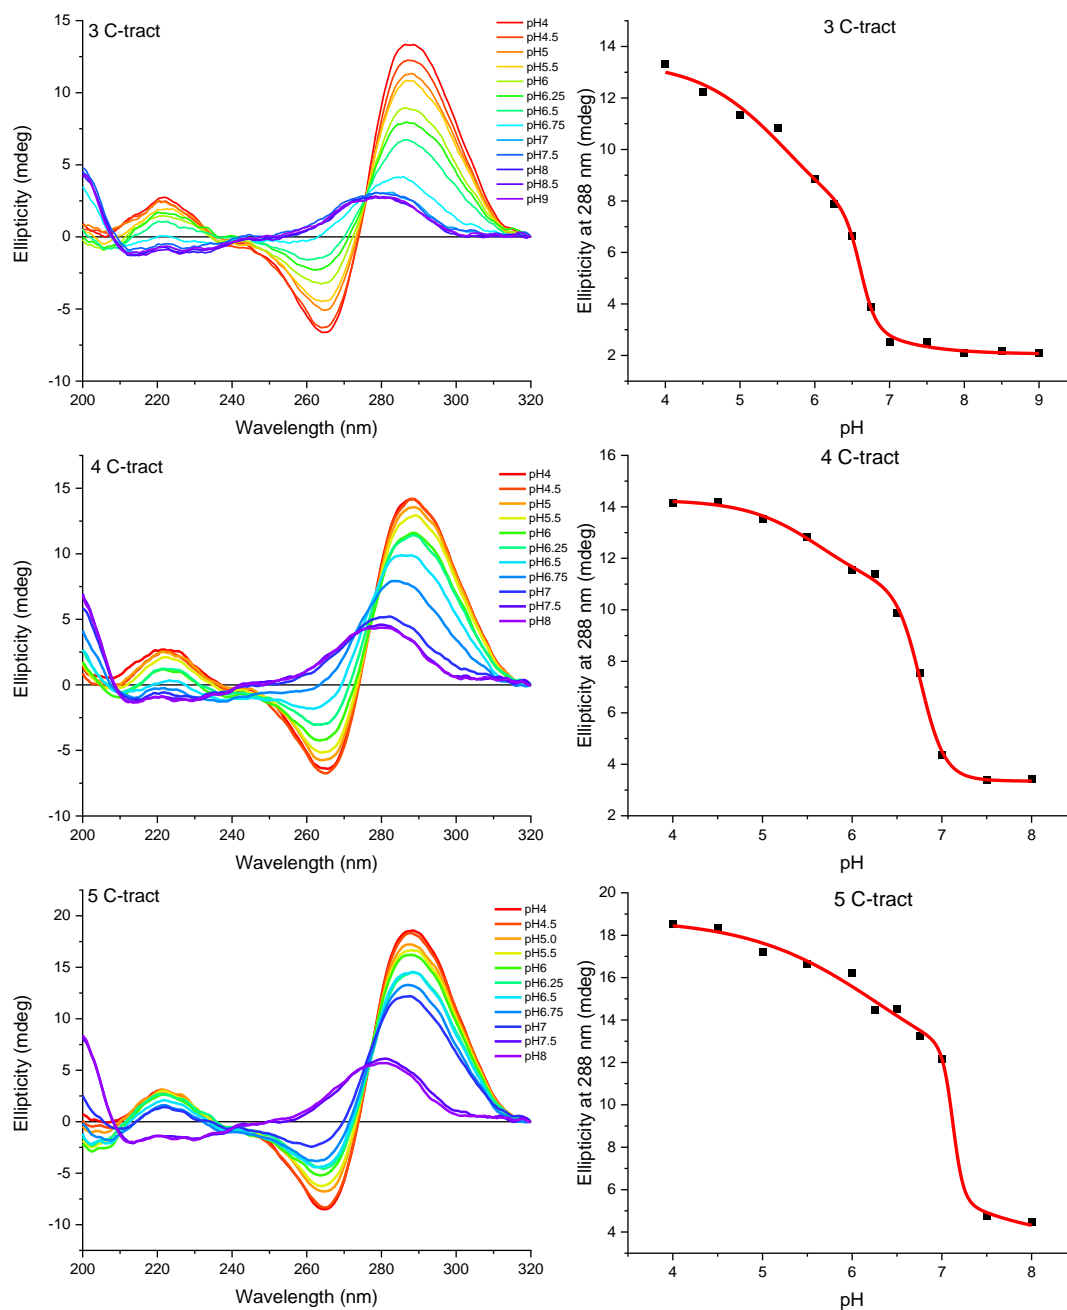 3 C-tract
15
10
5
0
-5
-10
200
220
240
260
280
300
320
Ellipticity (mdeg)
Wavelength (nm)
pH4
pH4.5
pH5
pH5.5
pH6
pH6.25
pH6.5
pH6.75
pH7
pH7.5
pH8
pH8.5
pH9
3 C-tract
14
12
10
8
6
4
2
4
5
6
7
8
9
Ellipticity at 288 nm (mdeg)
pH
4 C-tract
15
10
5
0
-5
-10
200
220
240
260
280
300
320
Ellipticity (mdeg)
Wavelength (nm)
pH4
pH4.5
pH5
pH5.5
pH6
pH6.25
pH6.5
pH6.75
pH7
pH7.5
pH8
4 C-tract
16
14
12
10
8
6
4
2
4
5
6
7
8
Ellipticity at 288 nm (mdeg)
pH
5 C-tract
20
15
10
5
0
-5
-10
200
220
240
260
280
300
320
Ellipticity (mdeg)
Wavelength (nm)
pH4
pH4.5
pH5.0
pH5.5
pH6
pH6.25
pH6.5
pH6.75
pH7
pH7.5
pH8
5 C-tract
20
18
16
14
12
10
8
6
4
4
5
6
7
8
Ellipticity at 288 nm (mdeg)
pH